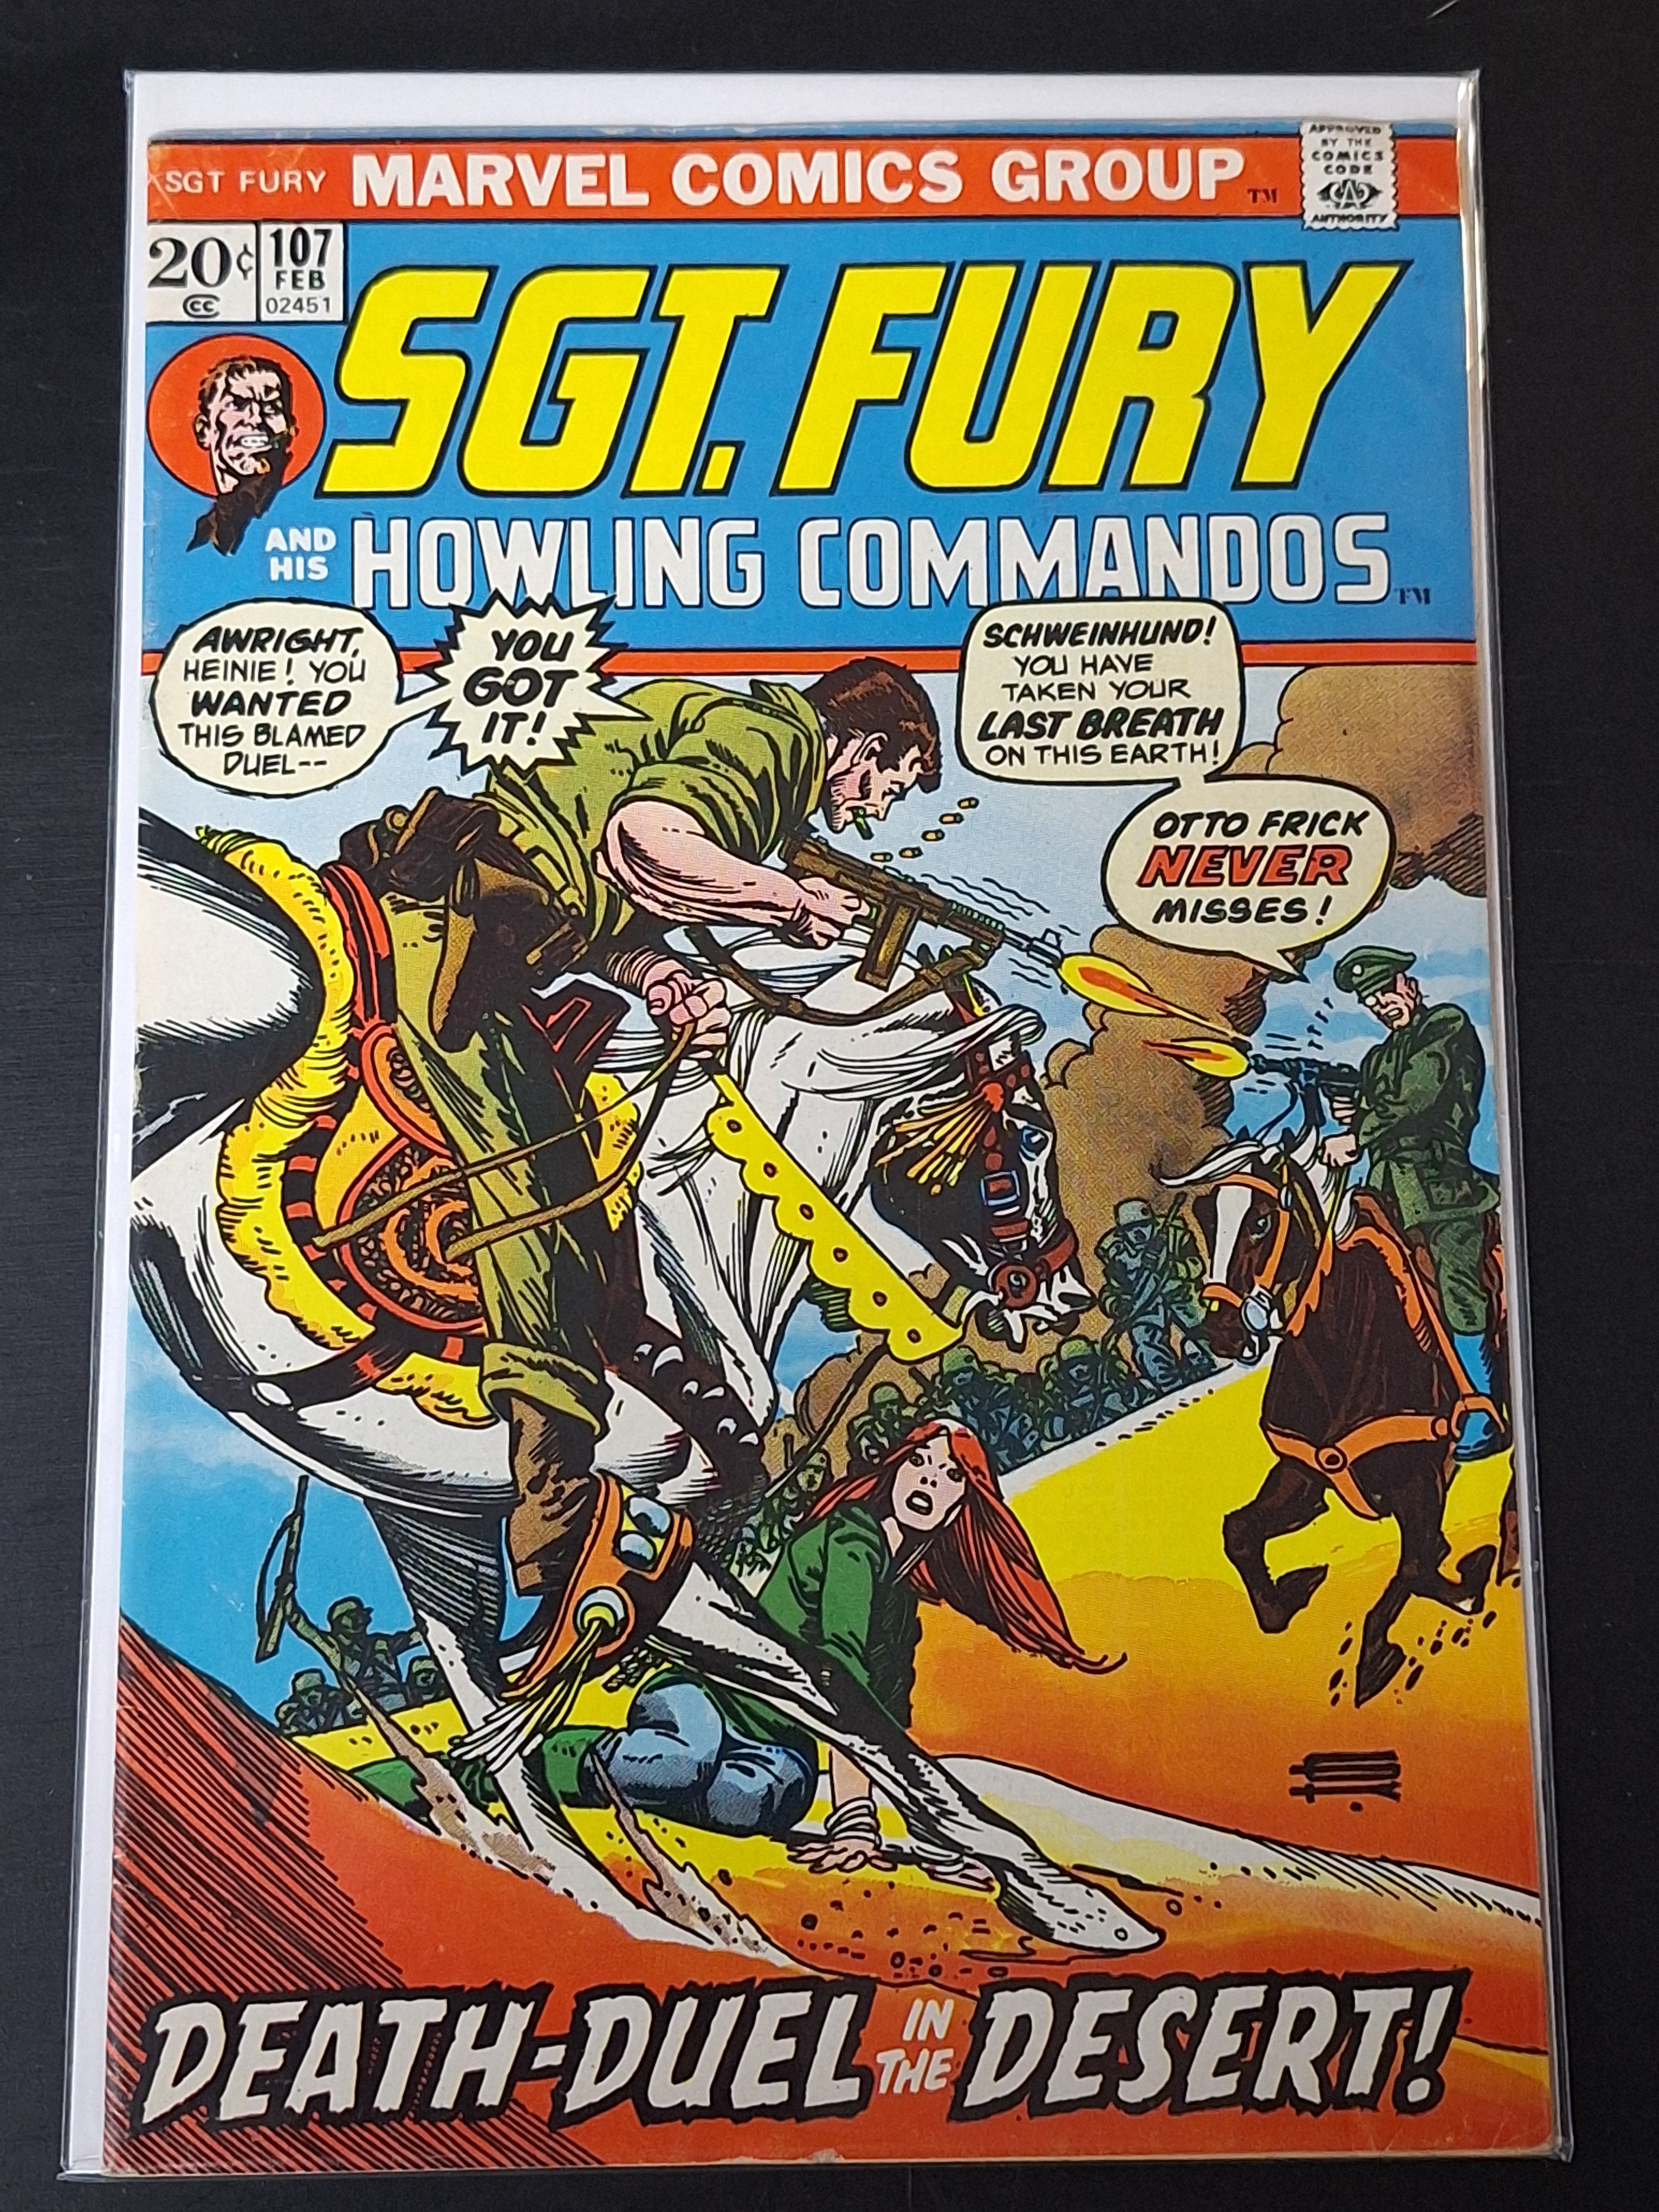 SGT FURY MARVEL COMICS GROUP TM
APPROVED
BY THE
COMICS
CODE
CA
AUTHORITY
20¢
CC
107
FEB
02451
SGT. FURY
AND
HIS
HOWLING COMMANDOS TM
AWRIGHT,
HEINIE! YOU
WANTED
THIS BLAMED
DUEL--
YOU
GOT
IT!
SCHWEINHUND!
YOU HAVE
TAKEN YOUR
LAST BREATH
ON THIS EARTH!
OTTO FRICK
NEVER
MISSES!
DEATH-DUEL IN THE DESERT!